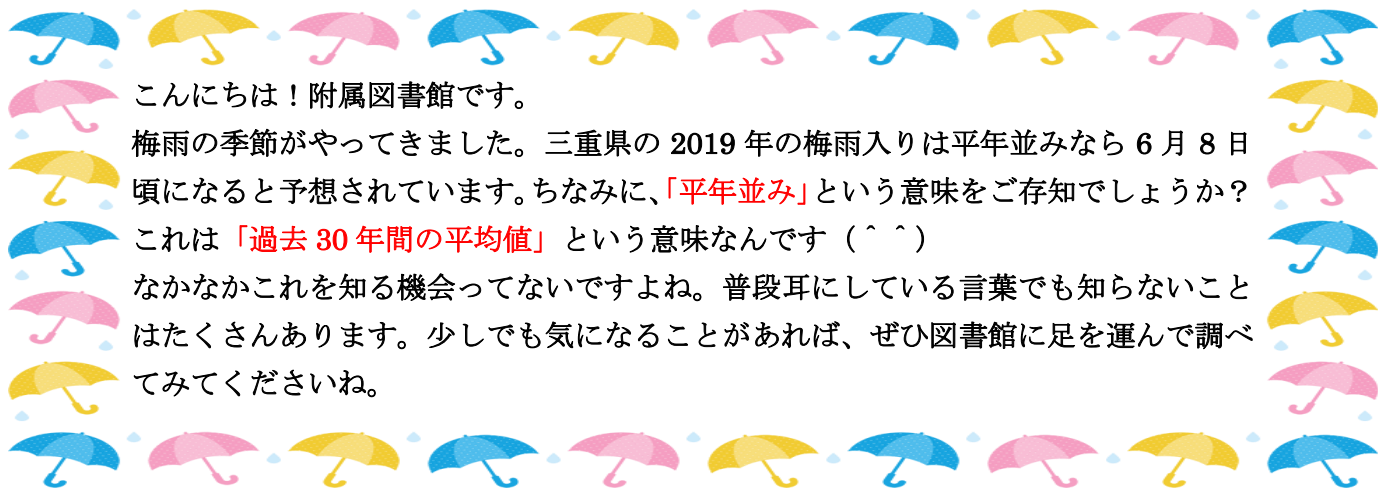 こんにちは！附属図書館です。
梅雨の季節がやってきました。三重県の 2019 年の梅雨入りは平年並みなら 6 月 8 日
頃になると予想されています。ちなみに、「平年並み」という意味をご存知でしょうか？
これは「過去 30 年間の平均値」という意味なんです（＾＾）
なかなかこれを知る機会ってないですよね。普段耳にしている言葉でも知らないこと
はたくさんあります。少しでも気になることがあれば、ぜひ図書館に足を運んで調べ
てみてくださいね。